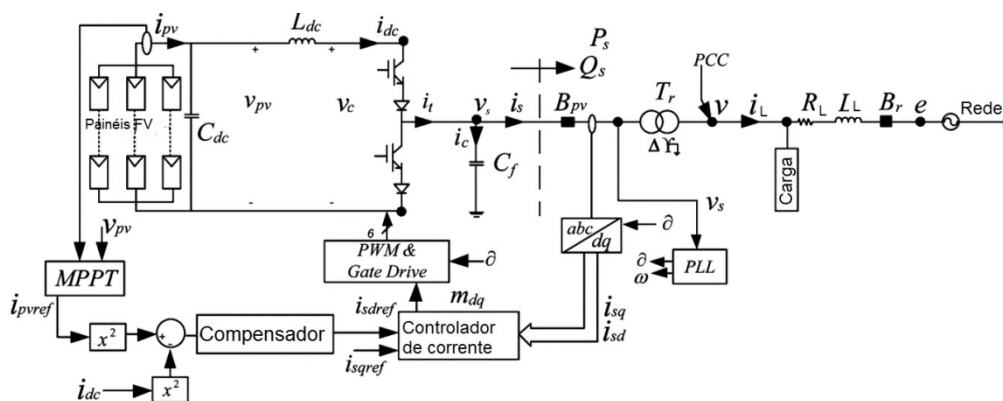 i_pv
L_dc
i_dc
P_s
Q_s
PCC
+
+
v_pv
v_c
i_t
v_s
i_s
B_pv
T_r
v
i_L
R_L
L_L
B_r
e
Rede
Painéis FV
C_dc
i_c
C_f
Δ
Carga
-
-
v_s
v_pv
6
abc
dq
∂
MPPT
PWM &
Gate Drive
∂
∂
ω
PLL
i_pvref
i_sdref
m_dq
i_sq
i_sd
x²
+
-
Compensador
Controlador
de corrente
i_sqref
i_dc
x²